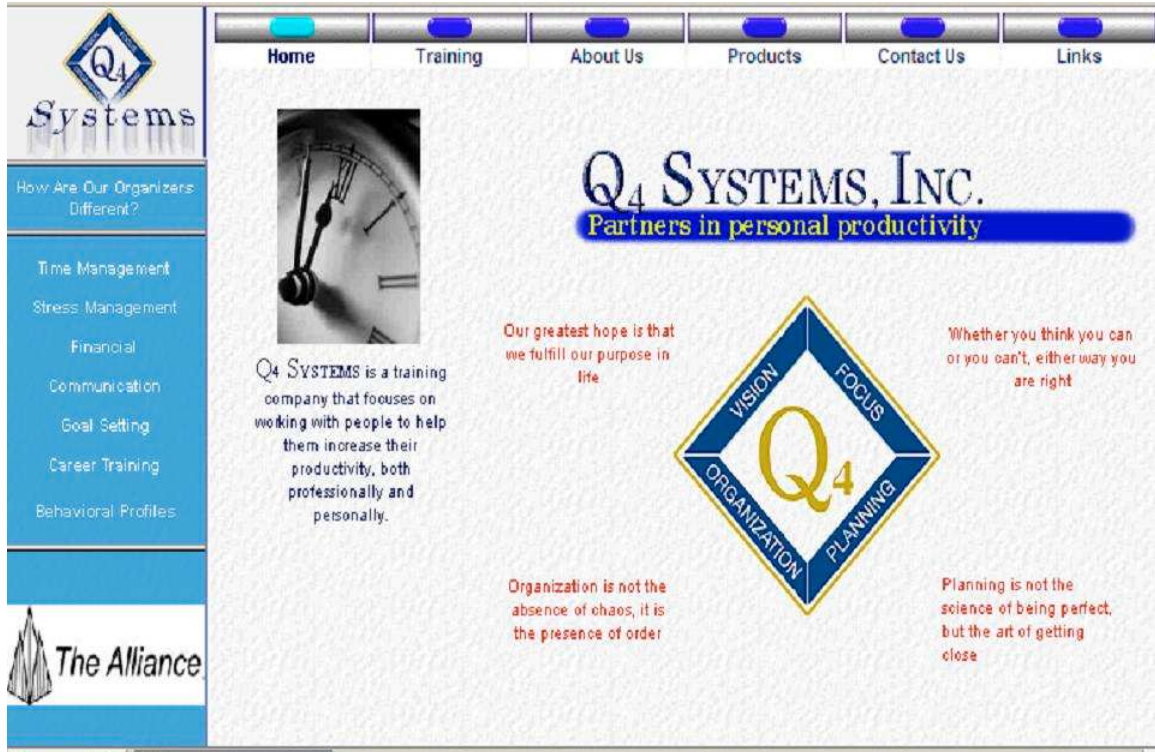 Q4
Systems
VISION
FOCUS
Home
Training
About Us
Products
Contact Us
Links
How Are Our Organizers
Different?
Time Management
Stress Management
Financial
Communication
Goal Setting
Career Training
Behavioral Profiles
The Alliance
Q4 SYSTEMS is a training
company that focuses on
working with people to help
them increase their
productivity, both
professionally and
personally.
Q4 SYSTEMS, INC.
Partners in personal productivity
Our greatest hope is that
we fulfill our purpose in
life
Whether you think you can
or you can't, either way you
are right
VISION
FOCUS
Q4
ORGANIZATION
PLANNING
Organization is not the
absence of chaos, it is
the presence of order
Planning is not the
science of being perfect,
but the art of getting
close